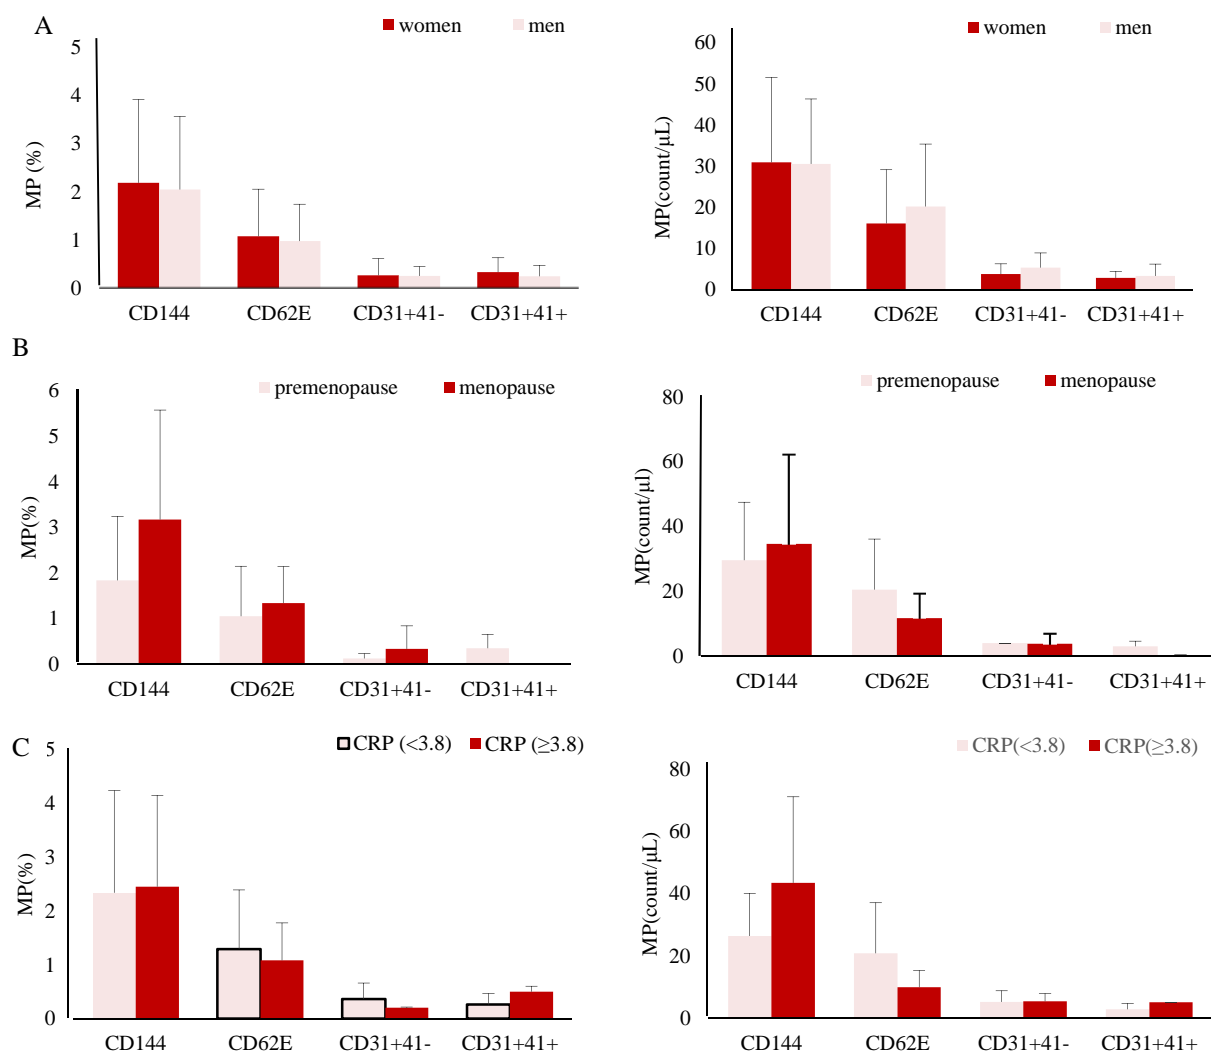 A
women men
5
4
3
2
1
0
MP (%)
CD144 CD62E CD31+41- CD31+41+
women men
60
50
40
30
20
10
0
MP(count/μL)
CD144 CD62E CD31+41- CD31+41+
B
premenopause menopause
6
5
4
3
2
1
0
MP(%)
CD144 CD62E CD31+41- CD31+41+
premenopause menopause
80
60
40
20
0
MP(count/μl)
CD144 CD62E CD31+41- CD31+41+
C
CRP (<3.8) CRP (≥3.8)
5
4
3
2
1
0
MP(%)
CD144 CD62E CD31+41- CD31+41+
CRP(<3.8) CRP(≥3.8)
80
60
40
20
0
MP(count/μL)
CD144 CD62E CD31+41- CD31+41+